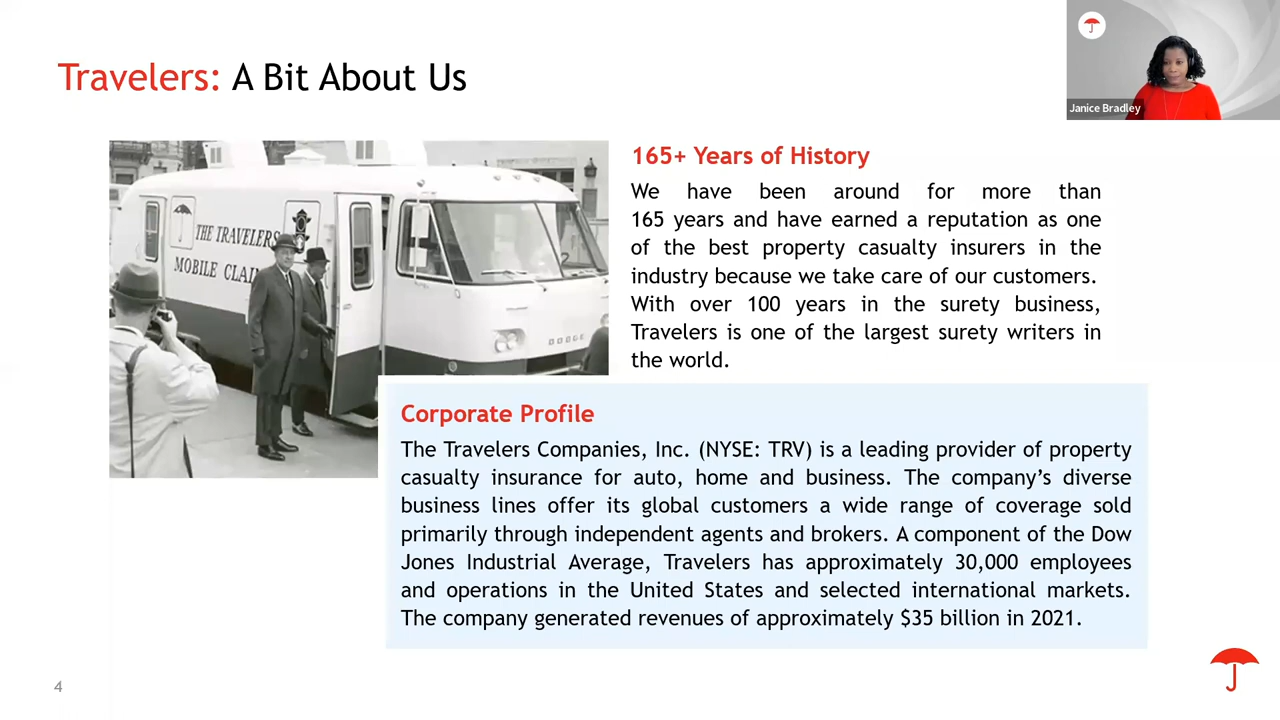 Travelers: A Bit About Us
Janice Bradley
THE TRAVELERS
MOBILE CLAI
DODGE
165+ Years of History
We have been around for more than
165 years and have earned a reputation as one
of the best property casualty insurers in the
industry because we take care of our customers.
With over 100 years in the surety business,
Travelers is one of the largest surety writers in
the world.
Corporate Profile
The Travelers Companies, Inc. (NYSE: TRV) is a leading provider of property
casualty insurance for auto, home and business. The company’s diverse
business lines offer its global customers a wide range of coverage sold
primarily through independent agents and brokers. A component of the Dow
Jones Industrial Average, Travelers has approximately 30,000 employees
and operations in the United States and selected international markets.
The company generated revenues of approximately $35 billion in 2021.
4